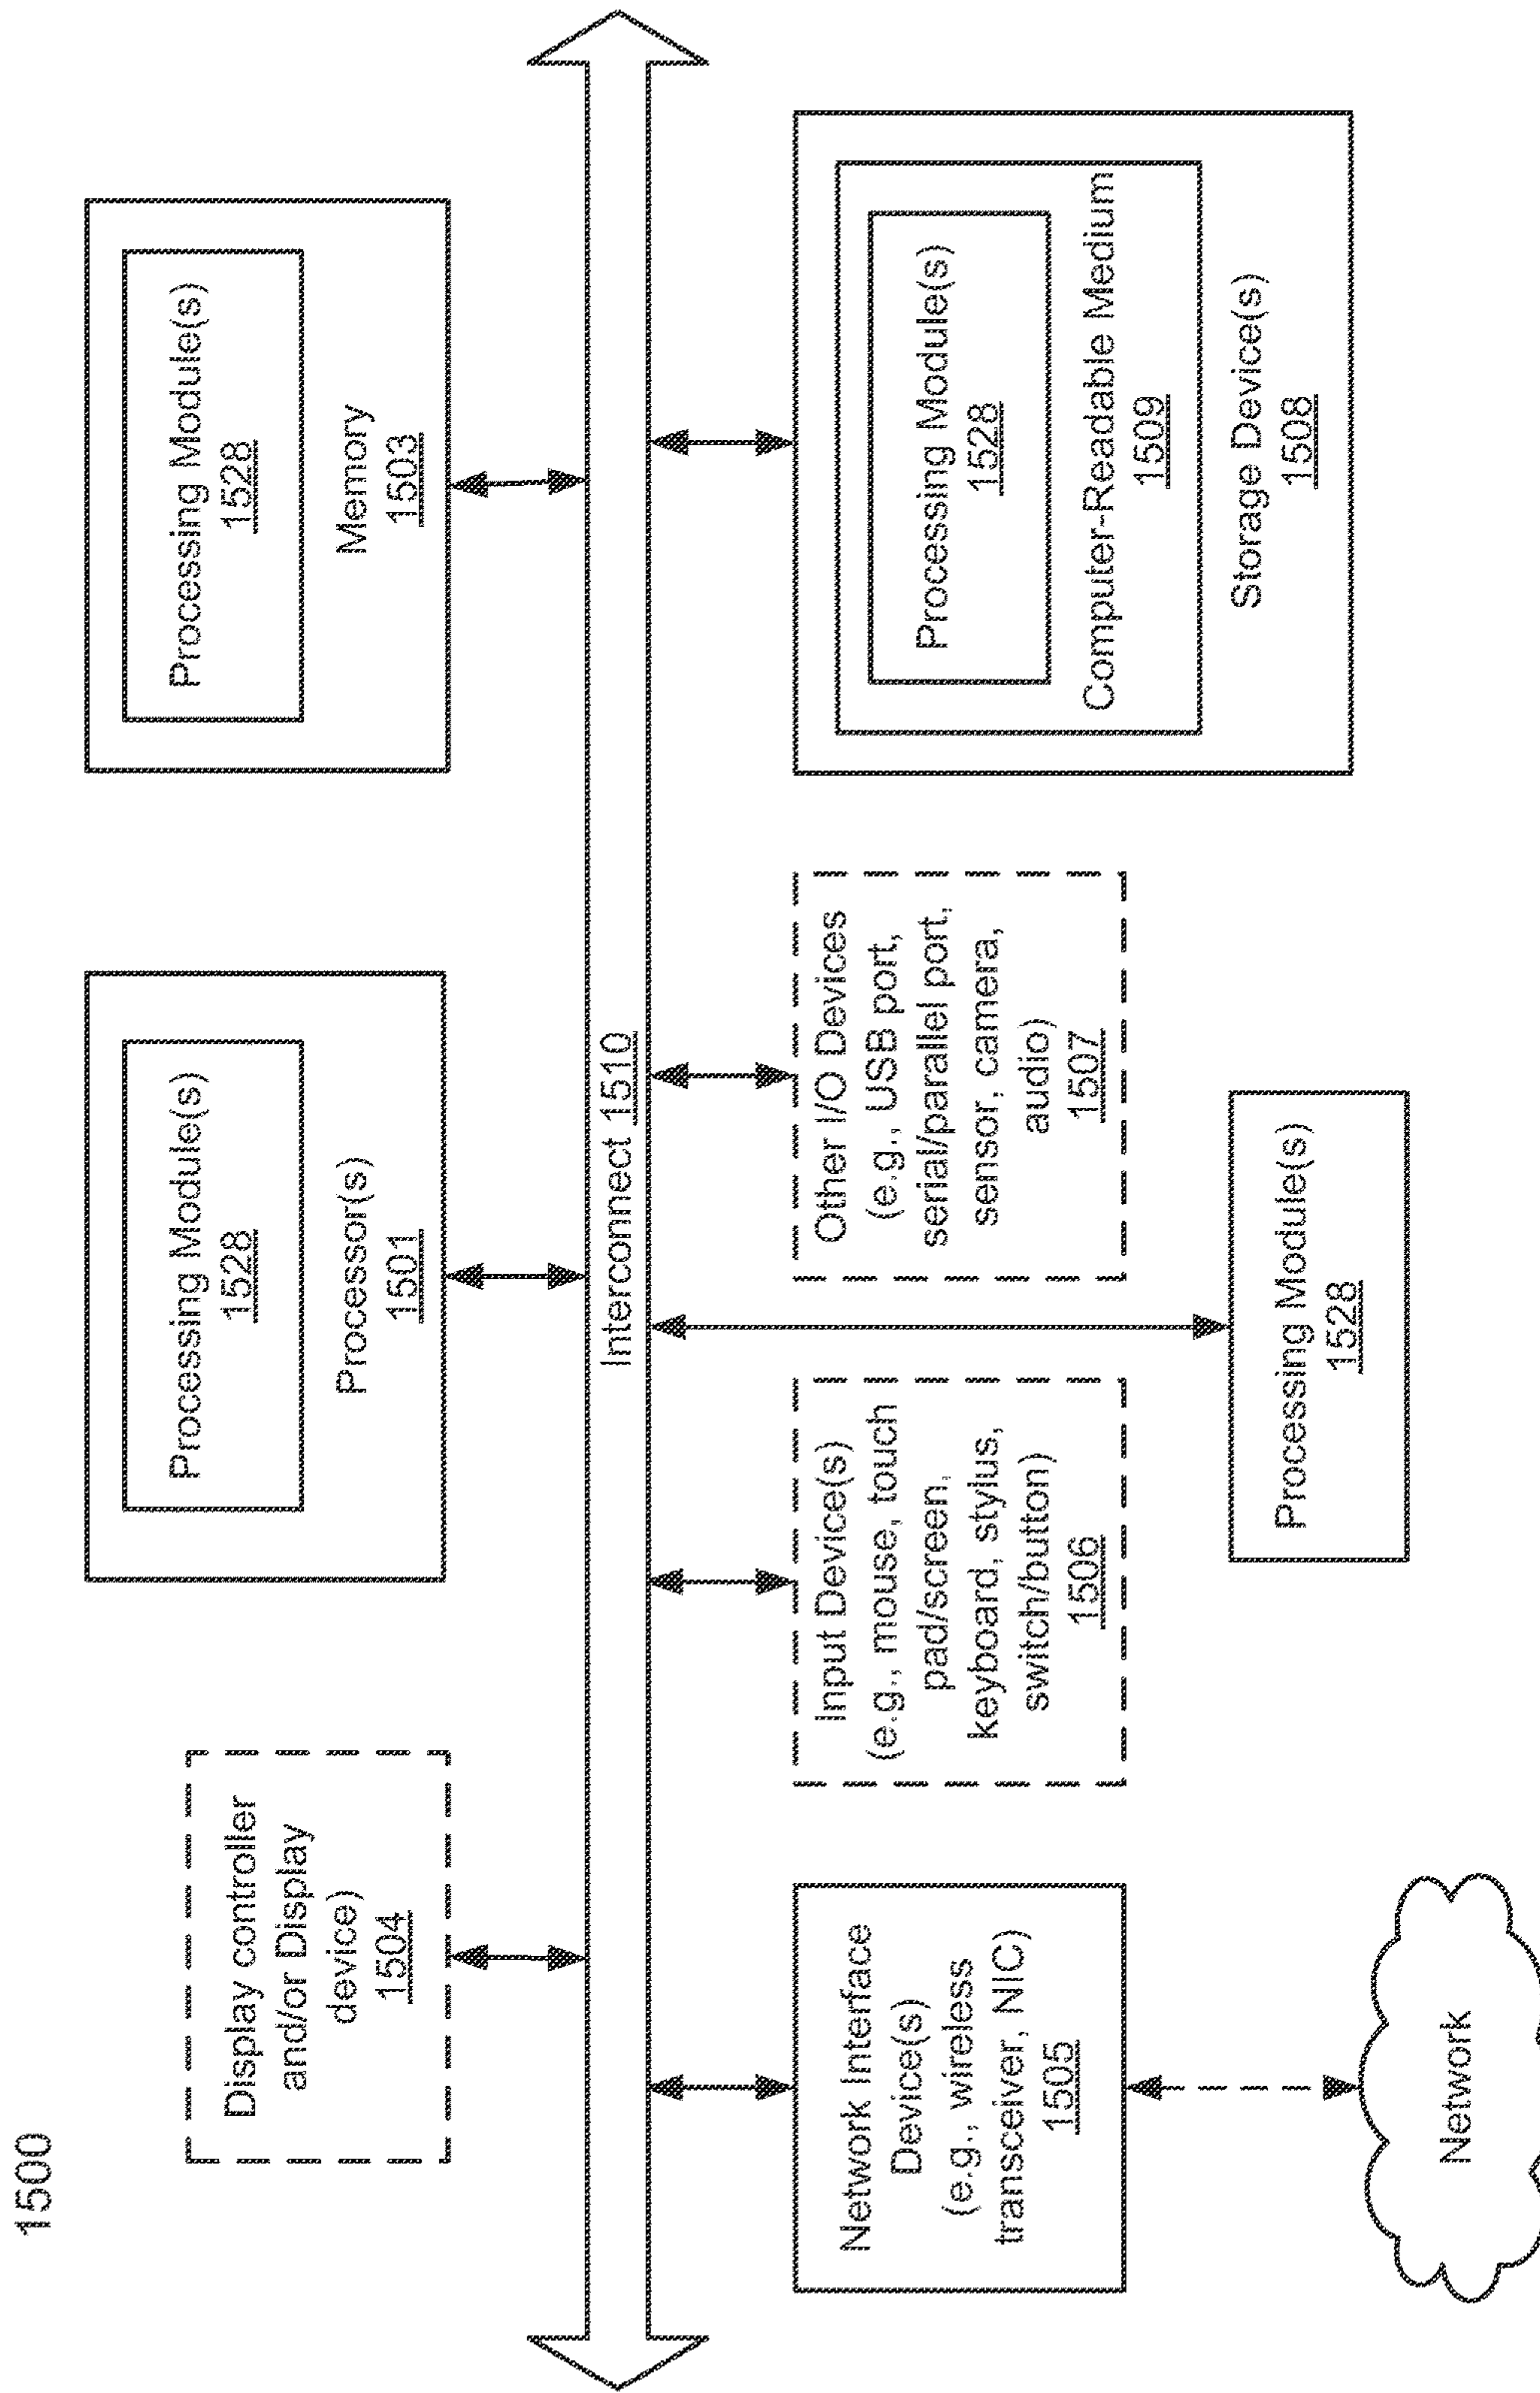 1500
Display controller
and/or Display
device)
1504
Processing Module(s)
1528
Processor(s)
1501
Processing Module(s)
1528
Memory
1503
Interconnect 1510
Network Interface
Device(s)
(e.g., wireless
transceiver, NIC)
1505
Input Device(s)
(e.g., mouse, touch
pad/screen,
keyboard, stylus,
switch/button)
1506
Other I/O Devices
(e.g., USB port,
serial/parallel port,
sensor, camera,
audio)
1507
Processing Module(s)
1528
Computer-Readable Medium
1509
Storage Device(s)
1508
Processing Module(s)
1528
Network